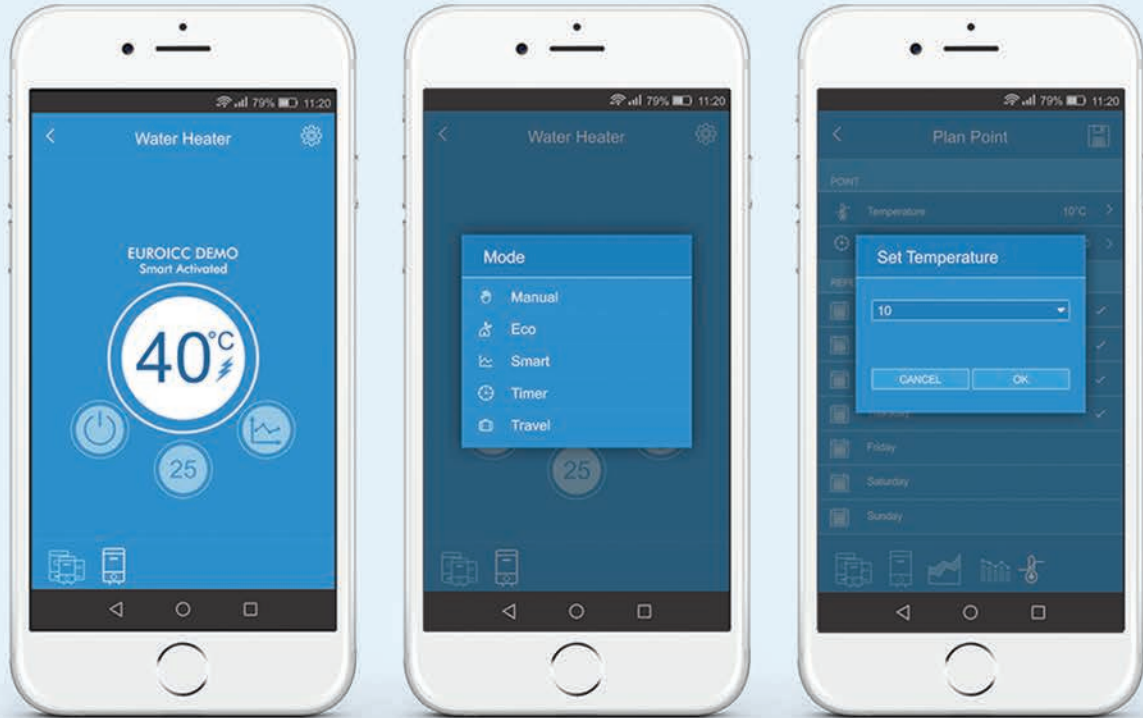 79% 11:20
Water Heater
EUROICC DEMO
Smart Activated
40°C
25
79% 11:20
Water Heater
Mode
Manual
Eco
Smart
Timer
Travel
25
79% 11:20
Plan Point
POINT
Temperature 10°C
Set Temperature
10
CANCEL OK
Friday
Saturday
Sunday